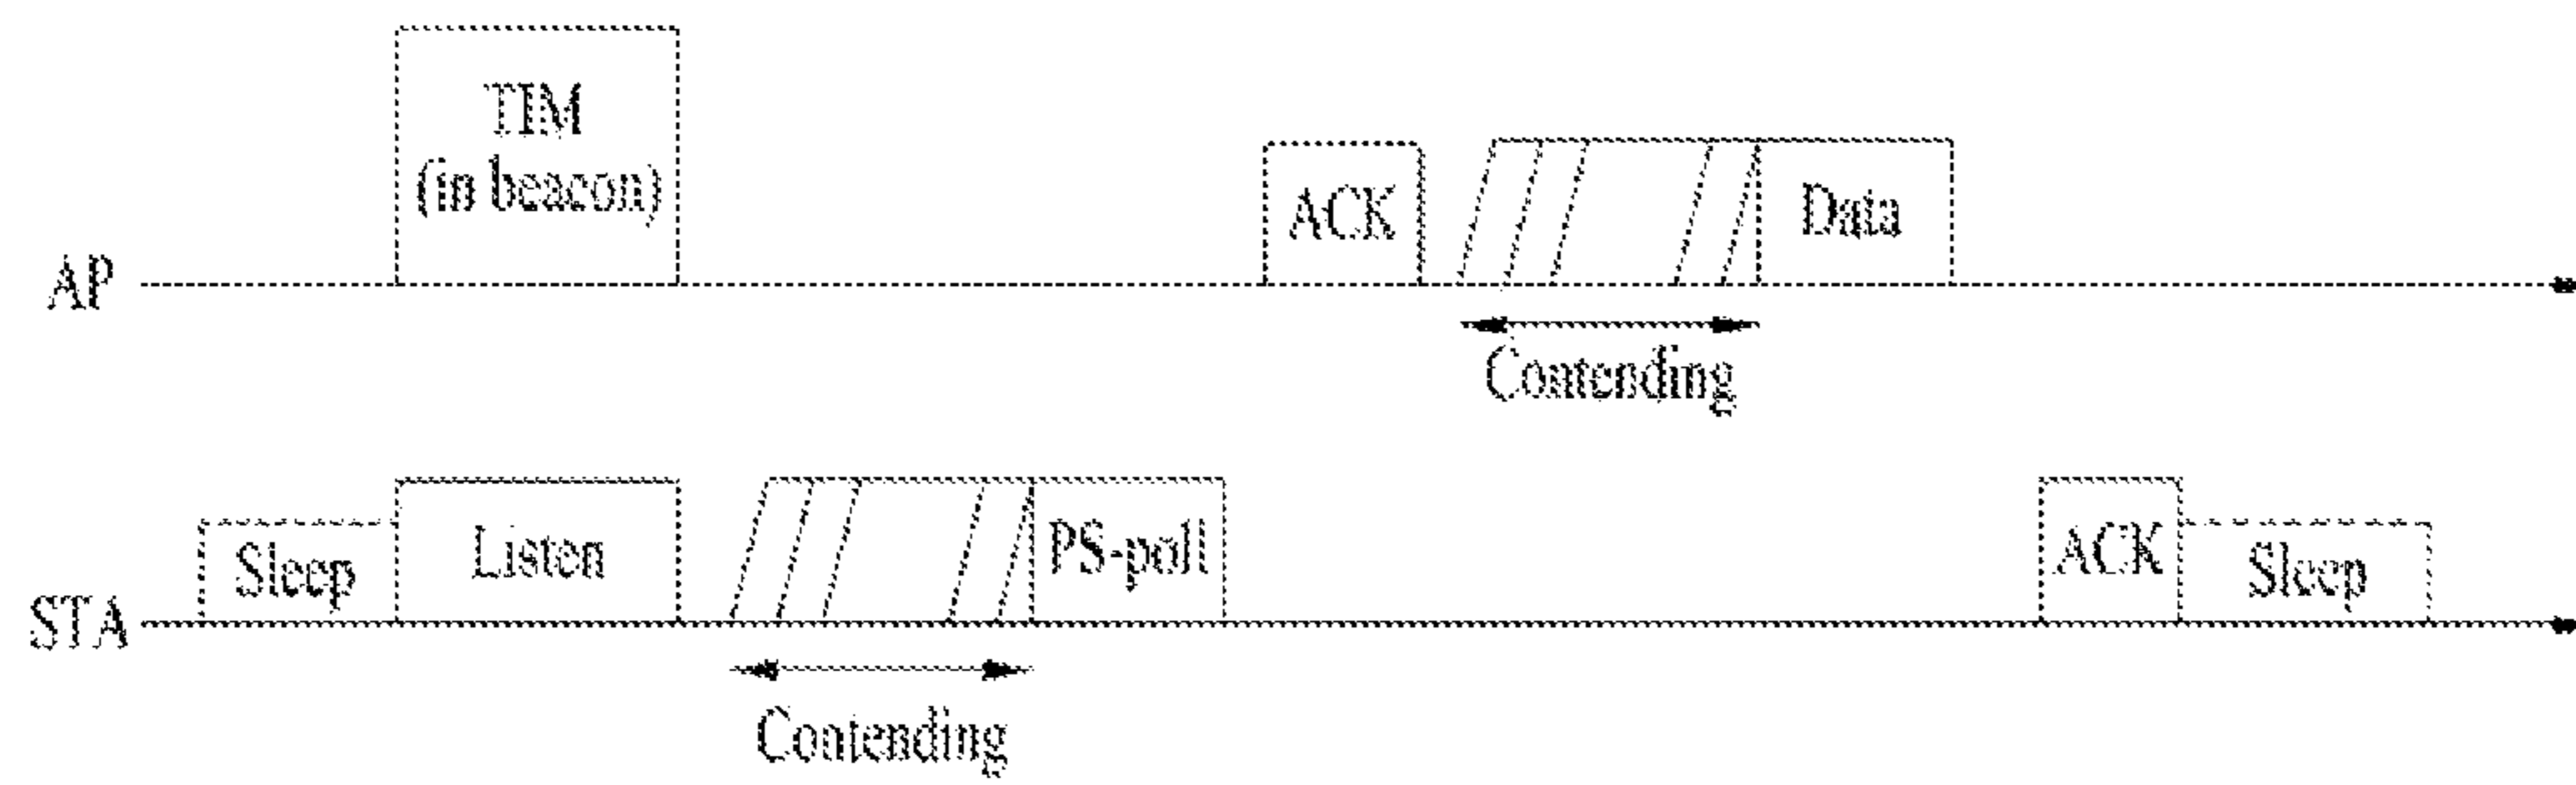 TIM
(in beacon)
ACK
Data
AP
Contending
Sleep
Listen
PS-poll
ACK
Sleep
STA
Contending